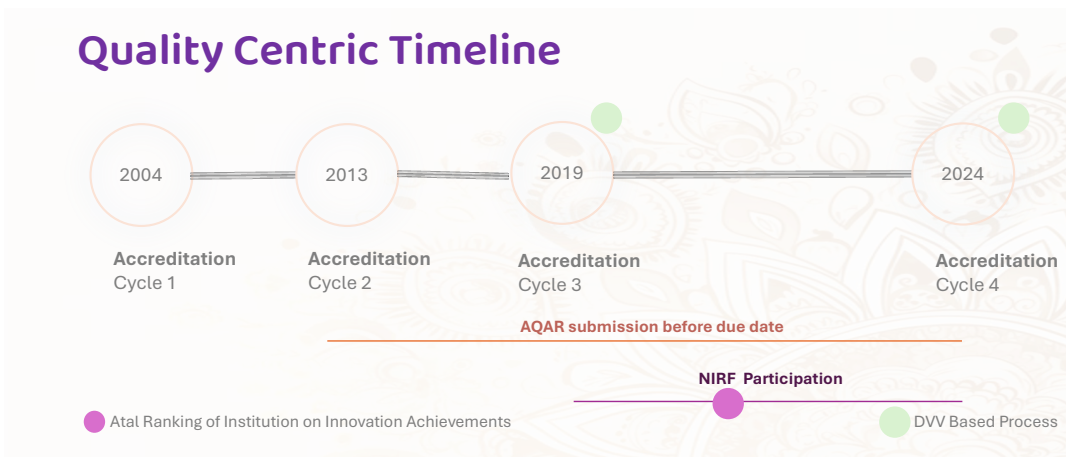 Quality Centric Timeline
2004
2013
2019
2024
Accreditation
Cycle 1
Accreditation
Cycle 2
Accreditation
Cycle 3
Accreditation
Cycle 4
AQAR submission before due date
NIRF Participation
Atal Ranking of Institution on Innovation Achievements
DVV Based Process